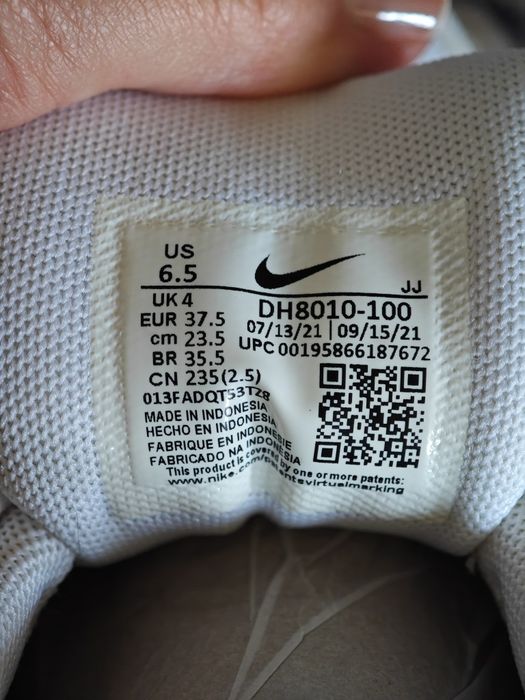 US
6.5
JJ
UK 4
EUR 37.5
cm 23.5
BR 35.5
CN 235(2.5)
DH8010-100
07/13/21 | 09/15/21
UPC 00195866187672
013FADQT53T28
MADE IN INDONESIA
HECHO EN INDONESIA
FABRIQUE EN INDONESIE
FABRICADO NA INDONESIA
This product is covered by one or more patents:
www.nike.com/patentsvirtualmarking